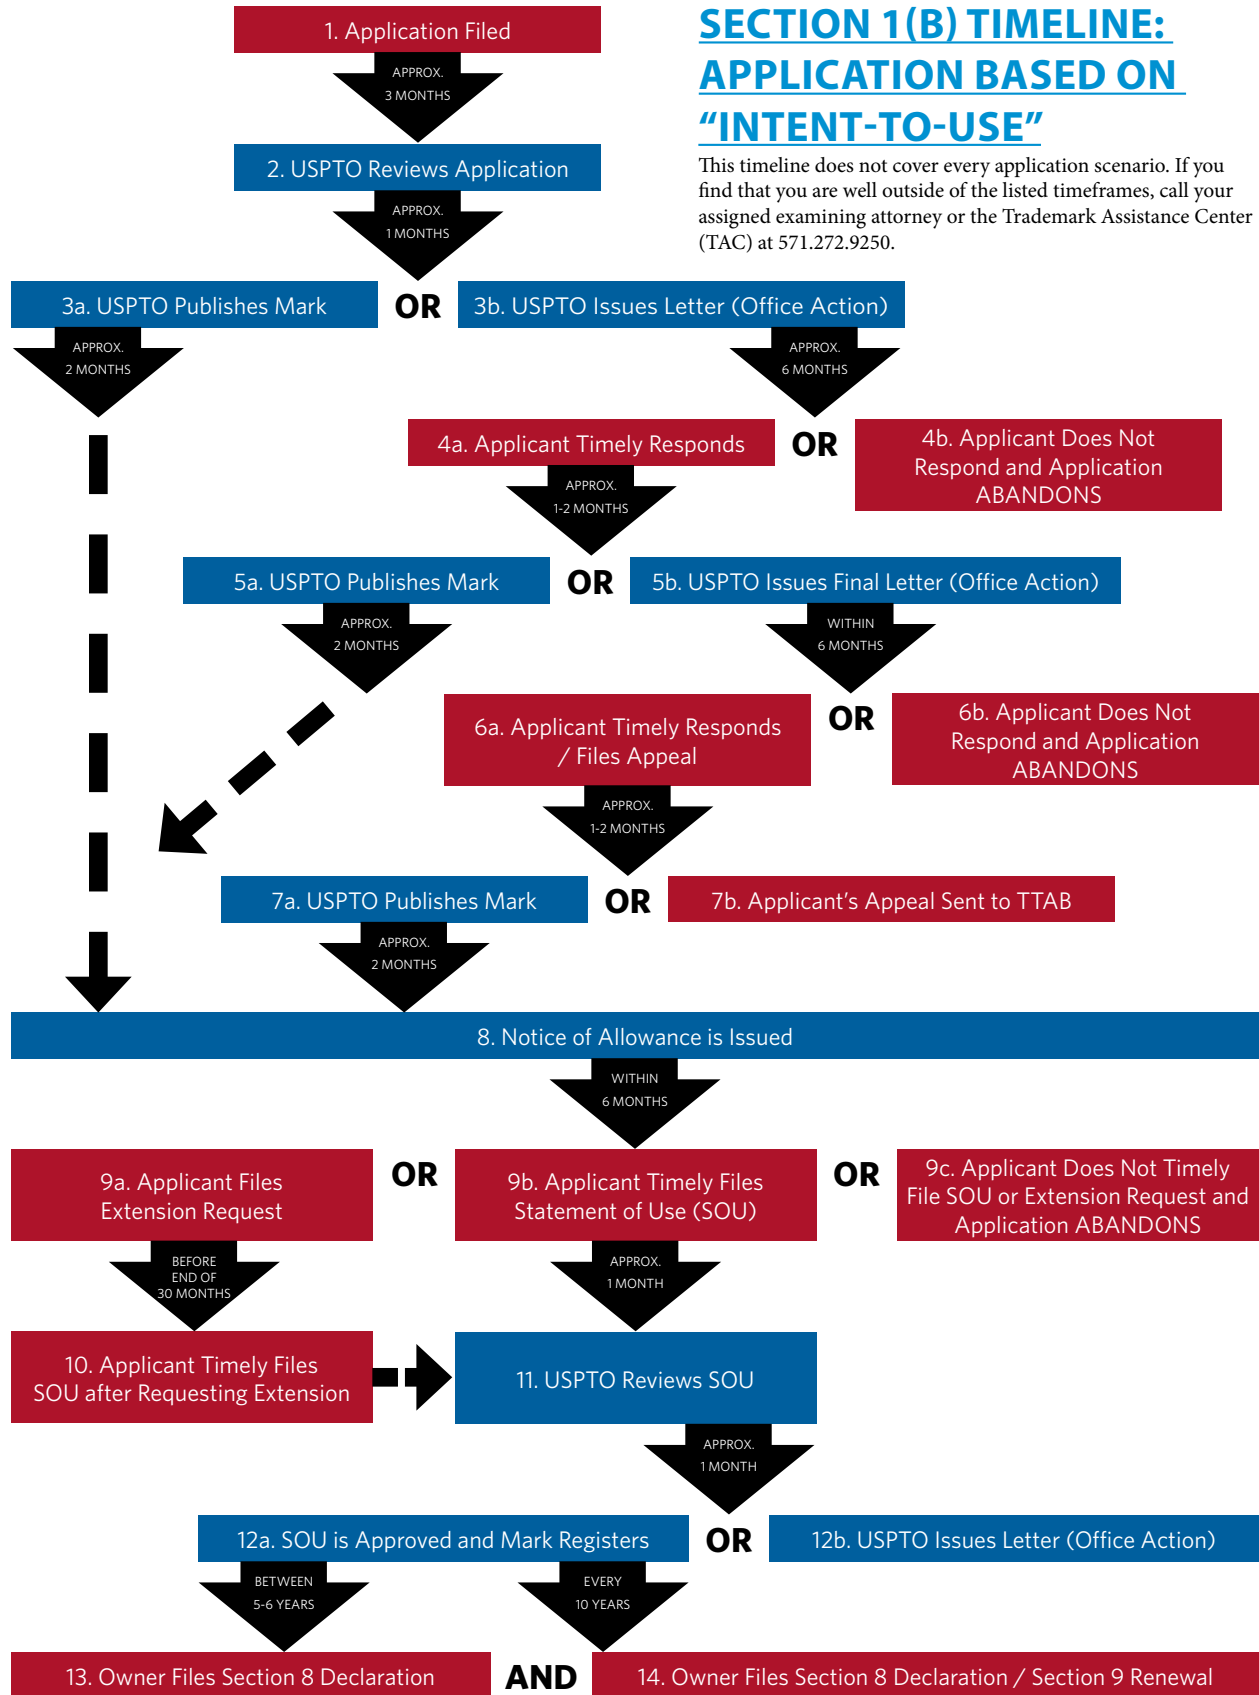 1. Application Filed
SECTION 1(B) TIMELINE:
APPLICATION BASED ON
“INTENT-TO-USE”
This timeline does not cover every application scenario. If you
find that you are well outside of the listed timeframes, call your
assigned examining attorney or the Trademark Assistance Center
(TAC) at 571.272.9250.
APPROX.
3 MONTHS
2. USPTO Reviews Application
APPROX.
1 MONTHS
3a. USPTO Publishes Mark
OR
3b. USPTO Issues Letter (Office Action)
APPROX.
2 MONTHS
APPROX.
6 MONTHS
4a. Applicant Timely Responds
OR
4b. Applicant Does Not
Respond and Application
ABANDONS
APPROX.
1-2 MONTHS
5a. USPTO Publishes Mark
OR
5b. USPTO Issues Final Letter (Office Action)
APPROX.
2 MONTHS
WITHIN
6 MONTHS
6a. Applicant Timely Responds
/ Files Appeal
OR
6b. Applicant Does Not
Respond and Application
ABANDONS
APPROX.
1-2 MONTHS
7a. USPTO Publishes Mark
OR
7b. Applicant’s Appeal Sent to TTAB
APPROX.
2 MONTHS
8. Notice of Allowance is Issued
WITHIN
6 MONTHS
9a. Applicant Files
Extension Request
OR
9b. Applicant Timely Files
Statement of Use (SOU)
OR
9c. Applicant Does Not Timely
File SOU or Extension Request and
Application ABANDONS
BEFORE
END OF
30 MONTHS
APPROX.
1 MONTH
10. Applicant Timely Files
SOU after Requesting Extension
11. USPTO Reviews SOU
APPROX.
1 MONTH
12a. SOU is Approved and Mark Registers
OR
12b. USPTO Issues Letter (Office Action)
BETWEEN
5-6 YEARS
EVERY
10 YEARS
13. Owner Files Section 8 Declaration
AND
14. Owner Files Section 8 Declaration / Section 9 Renewal